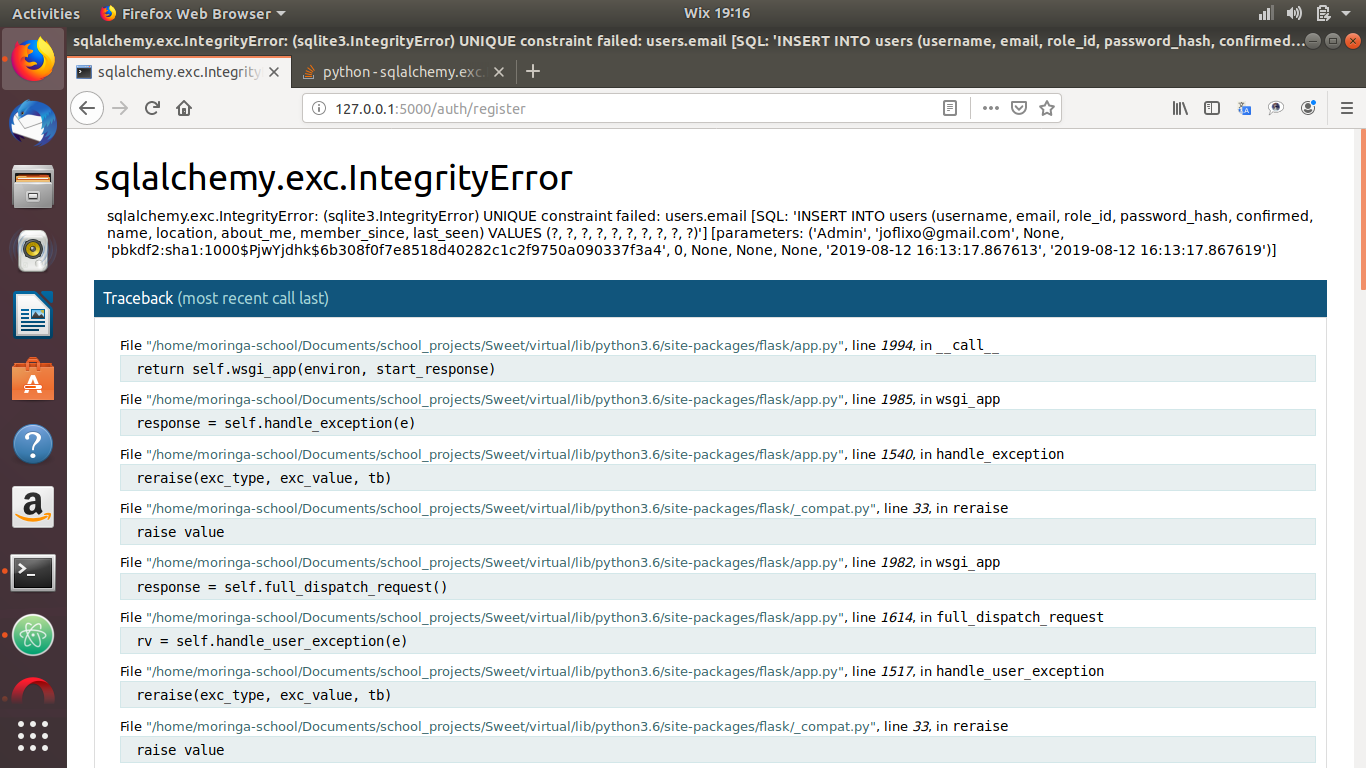 Activities Firefox Web Browser Wix 19:16
sqlalchemy.exc.IntegrityError: (sqlite3.IntegrityError) UNIQUE constraint failed: users.email [SQL: 'INSERT INTO users (username, email, role_id, password_hash, confirmed...
sqlalchemy.exc.Integrity python - sqlalchemy.exc.
127.0.0.1:5000/auth/register
sqlalchemy.exc.IntegrityError
sqlalchemy.exc.IntegrityError: (sqlite3.IntegrityError) UNIQUE constraint failed: users.email [SQL: 'INSERT INTO users (username, email, role_id, password_hash, confirmed,
name, location, about_me, member_since, last_seen) VALUES (?, ?, ?, ?, ?, ?, ?, ?, ?, ?)'] [parameters: ('Admin', 'joflixo@gmail.com', None,
'pbkdf2:sha1:1000$PjwYjdhk$6b308f0f7e8518d40282c1c2f9750a090337f3a4', 0, None, None, None, '2019-08-12 16:13:17.867613', '2019-08-12 16:13:17.867619')]
Traceback (most recent call last)
File "/home/moringa-school/Documents/school_projects/Sweet/virtual/lib/python3.6/site-packages/flask/app.py", line 1994, in __call__
return self.wsgi_app(environ, start_response)
File "/home/moringa-school/Documents/school_projects/Sweet/virtual/lib/python3.6/site-packages/flask/app.py", line 1985, in wsgi_app
response = self.handle_exception(e)
File "/home/moringa-school/Documents/school_projects/Sweet/virtual/lib/python3.6/site-packages/flask/app.py", line 1540, in handle_exception
reraise(exc_type, exc_value, tb)
File "/home/moringa-school/Documents/school_projects/Sweet/virtual/lib/python3.6/site-packages/flask/_compat.py", line 33, in reraise
raise value
File "/home/moringa-school/Documents/school_projects/Sweet/virtual/lib/python3.6/site-packages/flask/app.py", line 1982, in wsgi_app
response = self.full_dispatch_request()
File "/home/moringa-school/Documents/school_projects/Sweet/virtual/lib/python3.6/site-packages/flask/app.py", line 1614, in full_dispatch_request
rv = self.handle_user_exception(e)
File "/home/moringa-school/Documents/school_projects/Sweet/virtual/lib/python3.6/site-packages/flask/app.py", line 1517, in handle_user_exception
reraise(exc_type, exc_value, tb)
File "/home/moringa-school/Documents/school_projects/Sweet/virtual/lib/python3.6/site-packages/flask/_compat.py", line 33, in reraise
raise value